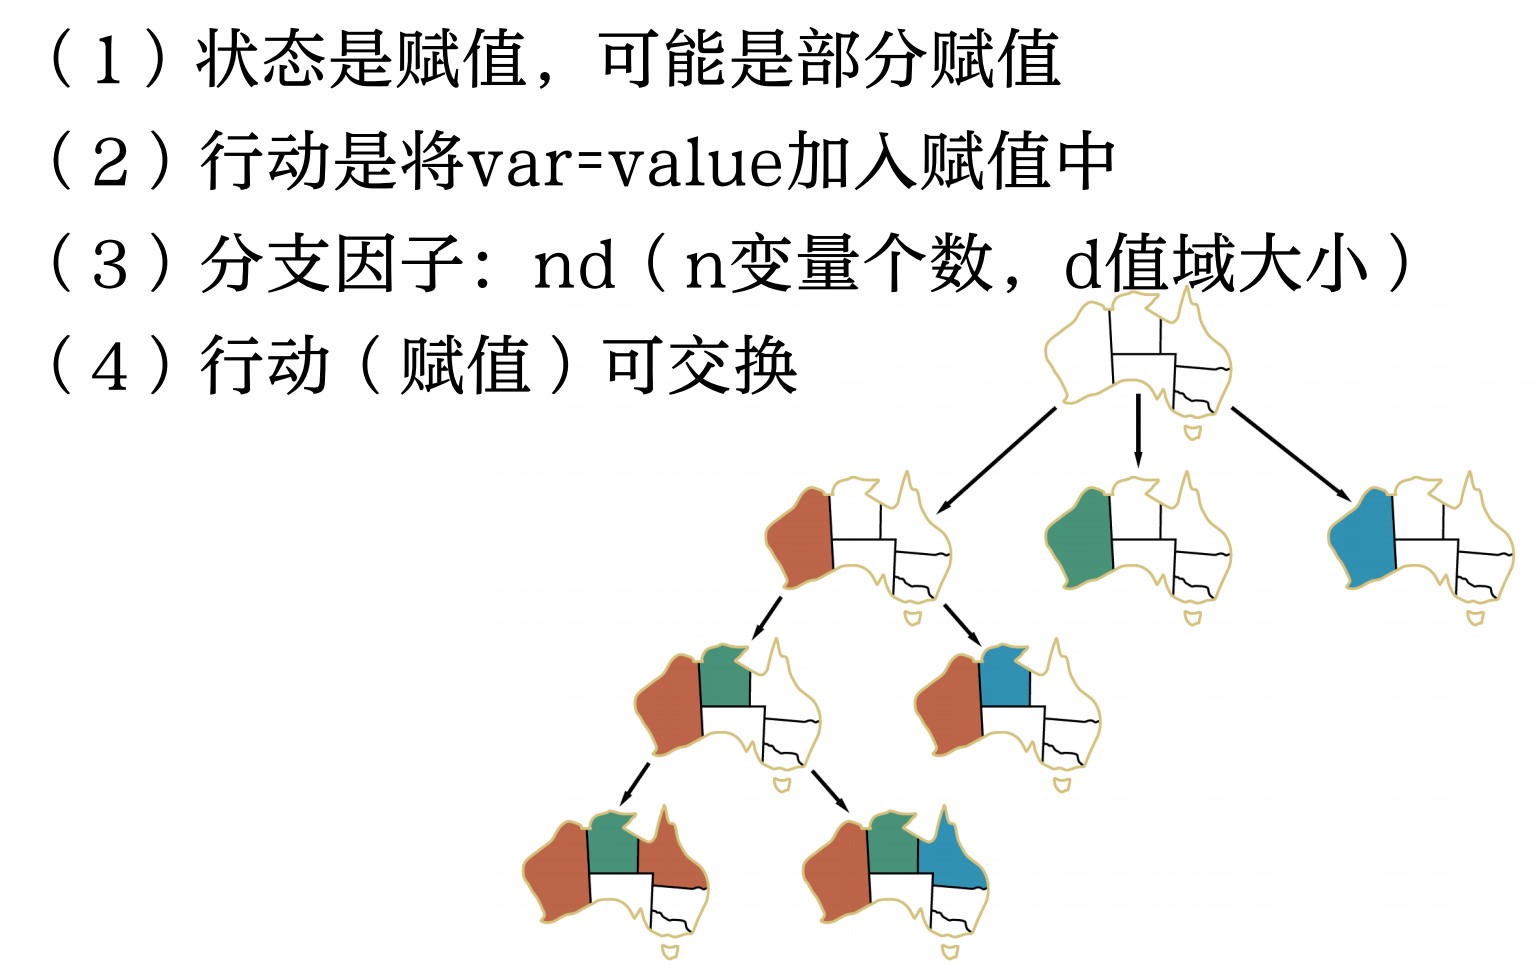 （1）状态是赋值，可能是部分赋值
（2）行动是将var=value加入赋值中
（3）分支因子：nd（n变量个数，d值域大小）
（4）行动（赋值）可交换